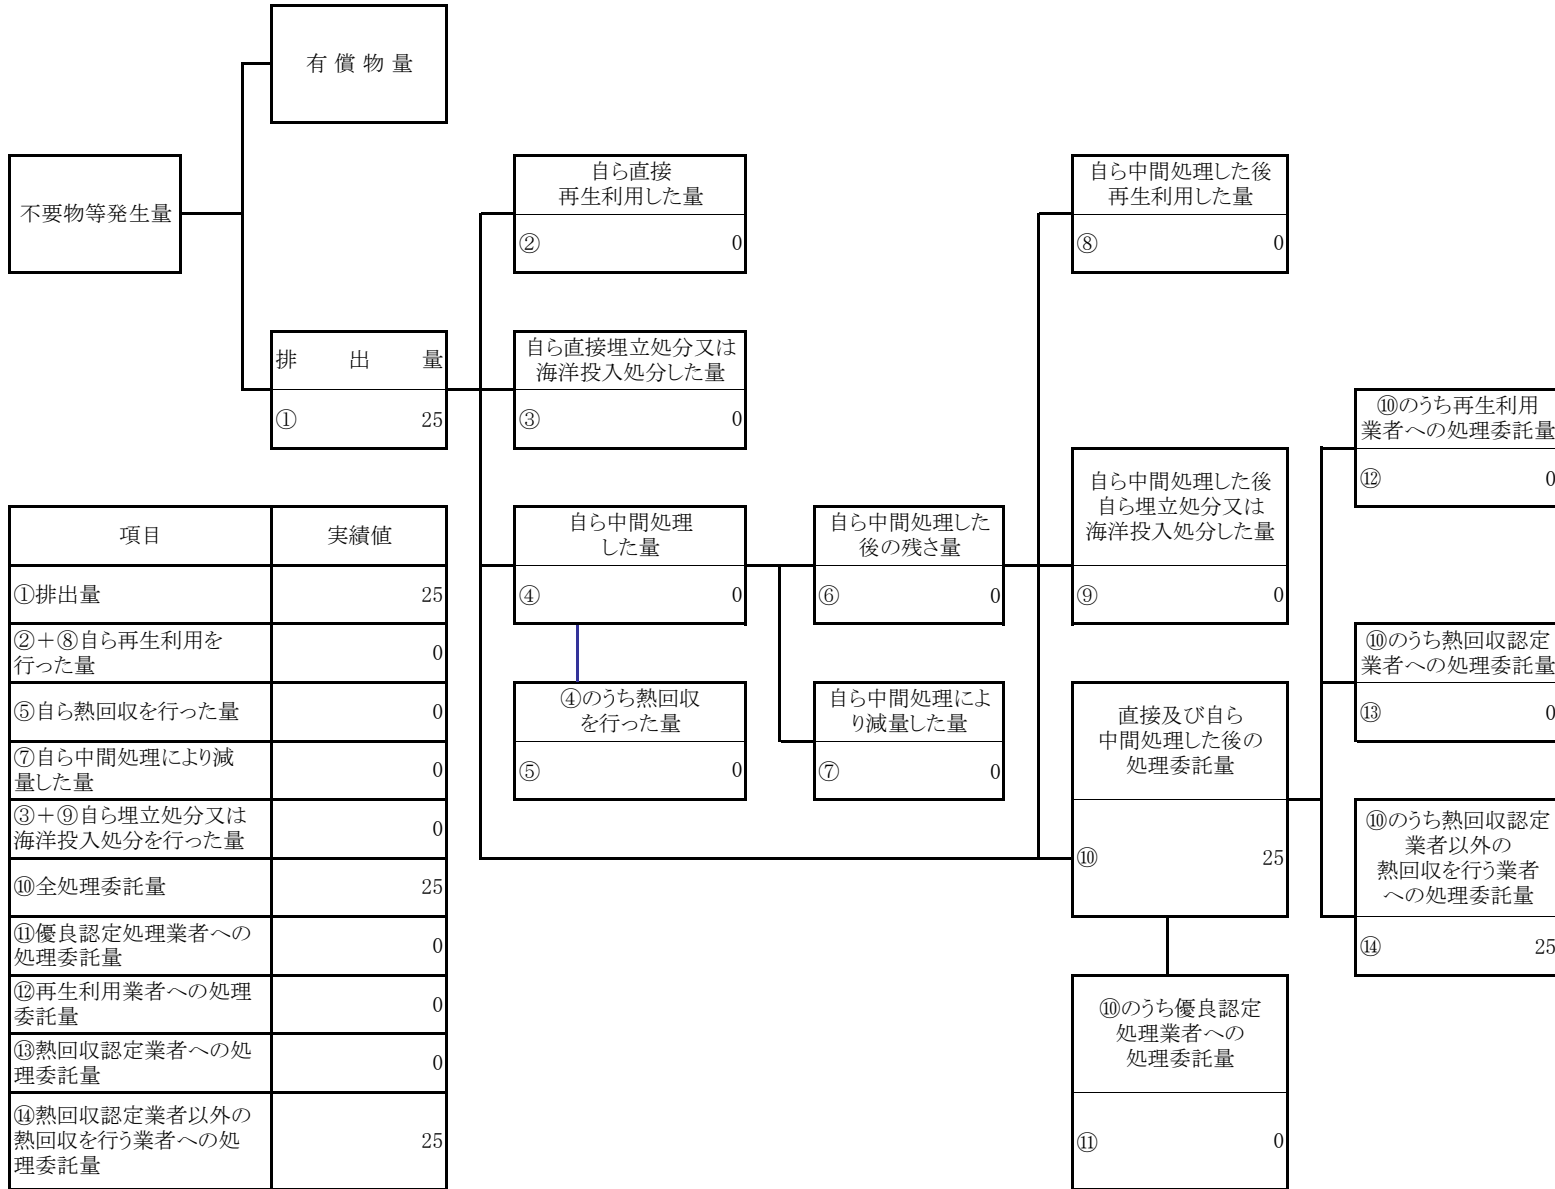 有 償 物 量
不要物等発生量
自ら直接
再生利用した量
② 0
自ら中間処理した後
再生利用した量
⑧ 0
排 出 量
① 25
自ら直接埋立処分又は
海洋投入処分した量
③ 0
⑩のうち再生利用
業者への処理委託量
⑫ 0
自ら中間処理した後
自ら埋立処分又は
海洋投入処分した量
⑨ 0
自ら中間処理
した量
④ 0
自ら中間処理した
後の残さ量
⑥ 0
⑩のうち熱回収認定
業者への処理委託量
⑬ 0
④のうち熱回収
を行った量
⑤ 0
自ら中間処理によ
り減量した量
⑦ 0
直接及び自ら
中間処理した後の
処理委託量
⑩ 25
⑩のうち熱回収認定
業者以外の
熱回収を行う業者
への処理委託量
⑭ 25
⑩のうち優良認定
処理業者への
処理委託量
⑪ 0
項目 実績値
①排出量 25
②+⑧自ら再生利用を
行った量 0
⑤自ら熱回収を行った量 0
⑦自ら中間処理により減
量した量 0
③+⑨自ら埋立処分又は
海洋投入処分を行った量 0
⑩全処理委託量 25
⑪優良認定処理業者への
処理委託量 0
⑫再生利用業者への処理
委託量 0
⑬熱回収認定業者への処
理委託量 0
⑭熱回収認定業者以外の
熱回収を行う業者への処
理委託量 25